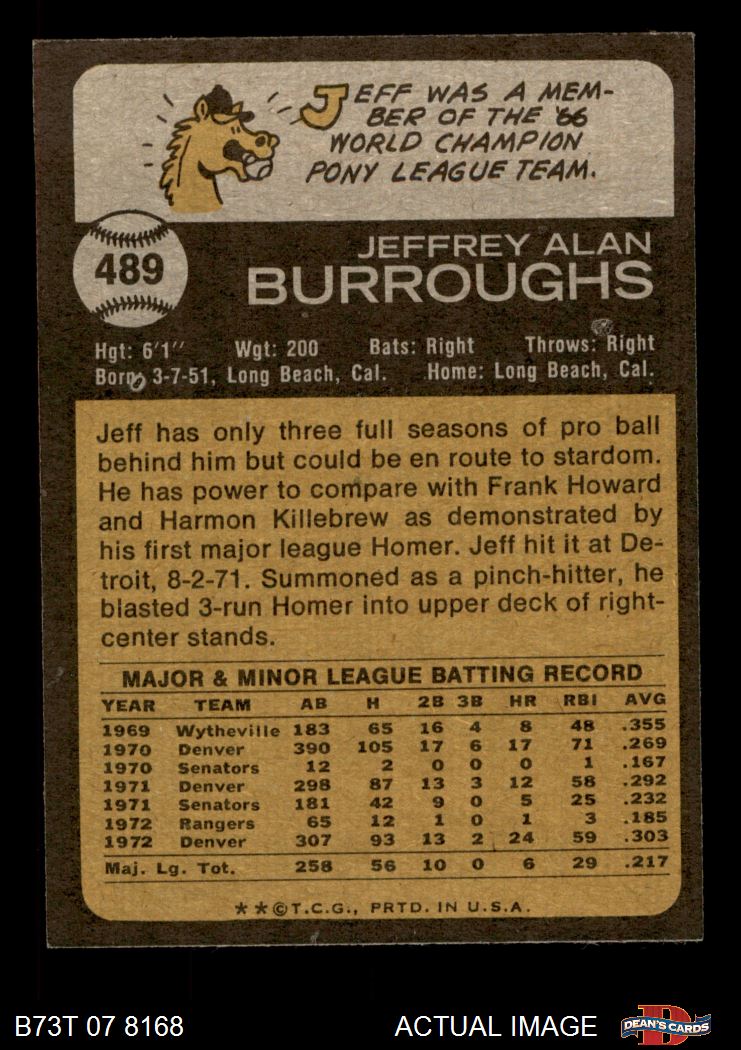 JEFF WAS A MEM-
BER OF THE '66
WORLD CHAMPION
PONY LEAGUE TEAM.
489
JEFFREY ALAN
BURROUGHS
Hgt: 6'1" Wgt: 200 Bats: Right Throws: Right
Born: 3-7-51, Long Beach, Cal. Home: Long Beach, Cal.
Jeff has only three full seasons of pro ball
behind him but could be en route to stardom.
He has power to compare with Frank Howard
and Harmon Killebrew as demonstrated by
his first major league Homer. Jeff hit it at De-
troit, 8-2-71. Summoned as a pinch-hitter, he
blasted 3-run Homer into upper deck of right-
center stands.
MAJOR & MINOR LEAGUE BATTING RECORD
YEAR TEAM AB H 2B 3B HR RBI AVG
1969 Wytheville 183 65 16 4 8 48 .355
1970 Denver 390 105 17 6 17 71 .269
1970 Senators 12 2 0 0 0 1 .167
1971 Denver 298 87 13 3 12 58 .292
1971 Senators 181 42 9 0 5 25 .232
1972 Rangers 65 12 1 0 1 3 .185
1972 Denver 307 93 13 2 24 59 .303
Maj. Lg. Tot. 258 56 10 0 6 29 .217
**©T.C.G., PRTD. IN U.S.A.
B73T 07 8168 ACTUAL IMAGE DEAN'S CARDS